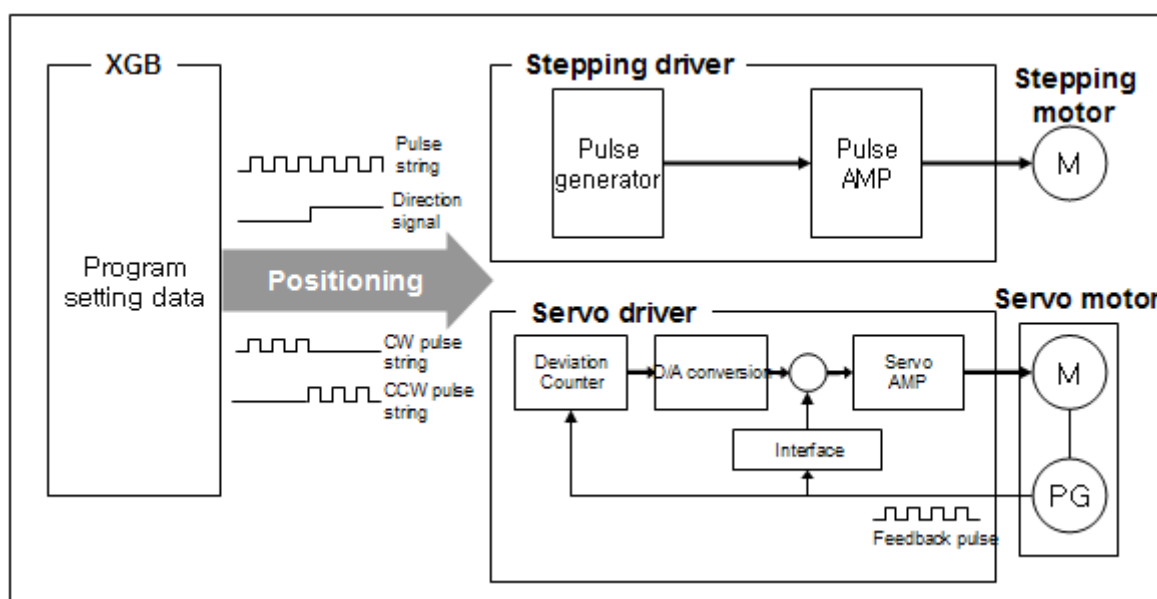 XGB
Program
setting data
Pulse
string
Direction
signal
Positioning
CW pulse
string
CCW pulse
string
Stepping driver
Pulse
generator
Pulse
AMP
Stepping
motor
M
Servo driver
Deviation
Counter
D/A conversion
Servo
AMP
Interface
Feedback pulse
Servo motor
M
PG